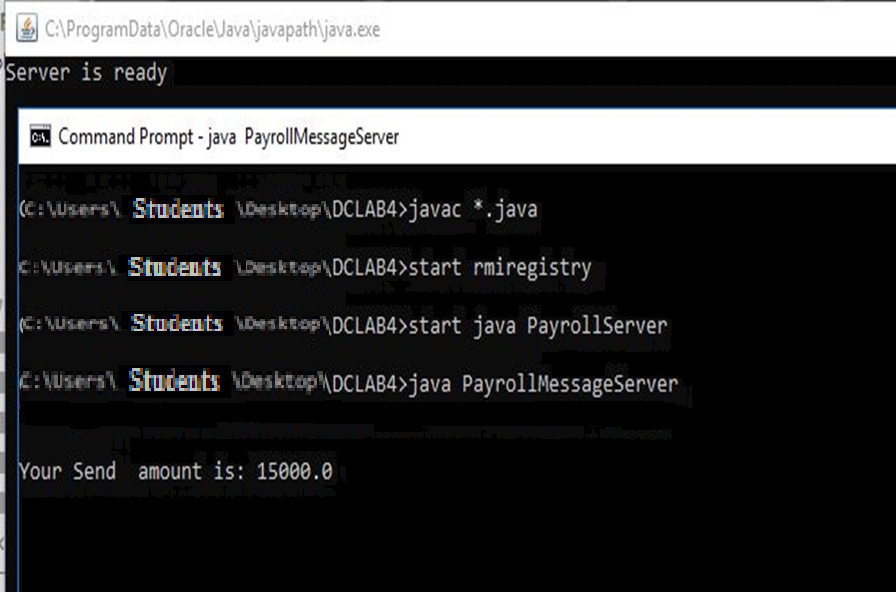 C:\ProgramData\Oracle\Java\javapath\java.exe
Server is ready
Command Prompt - java PayrollMessageServer
C:\Users\ Students \Desktop\DCLAB4>javac *.java
C:\Users\ Students \Desktop\DCLAB4>start rmiregistry
C:\Users\ Students \Desktop\DCLAB4>start java PayrollServer
C:\Users\ Students \Desktop\DCLAB4>java PayrollMessageServer
Your Send  amount is: 15000.0